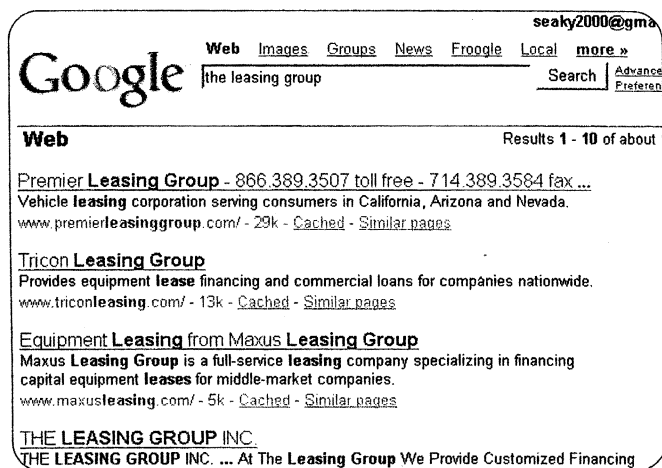 seaky2000@gma
Web Images Groups News Froogle Local more »
Google
the leasing group Search Advance
Preferen
Web Results 1 - 10 of about
Premier Leasing Group - 866.389.3507 toll free - 714.389.3584 fax ...
Vehicle leasing corporation serving consumers in California, Arizona and Nevada.
www.premierleasinggroup.com/ - 29k - Cached - Similar pages
Tricon Leasing Group
Provides equipment lease financing and commercial loans for companies nationwide.
www.triconleasing.com/ - 13k - Cached - Similar pages
Equipment Leasing from Maxus Leasing Group
Maxus Leasing Group is a full-service leasing company specializing in financing
capital equipment leases for middle-market companies.
www.maxusleasing.com/ - 5k - Cached - Similar pages
THE LEASING GROUP INC.
THE LEASING GROUP INC. ... At The Leasing Group We Provide Customized Financing